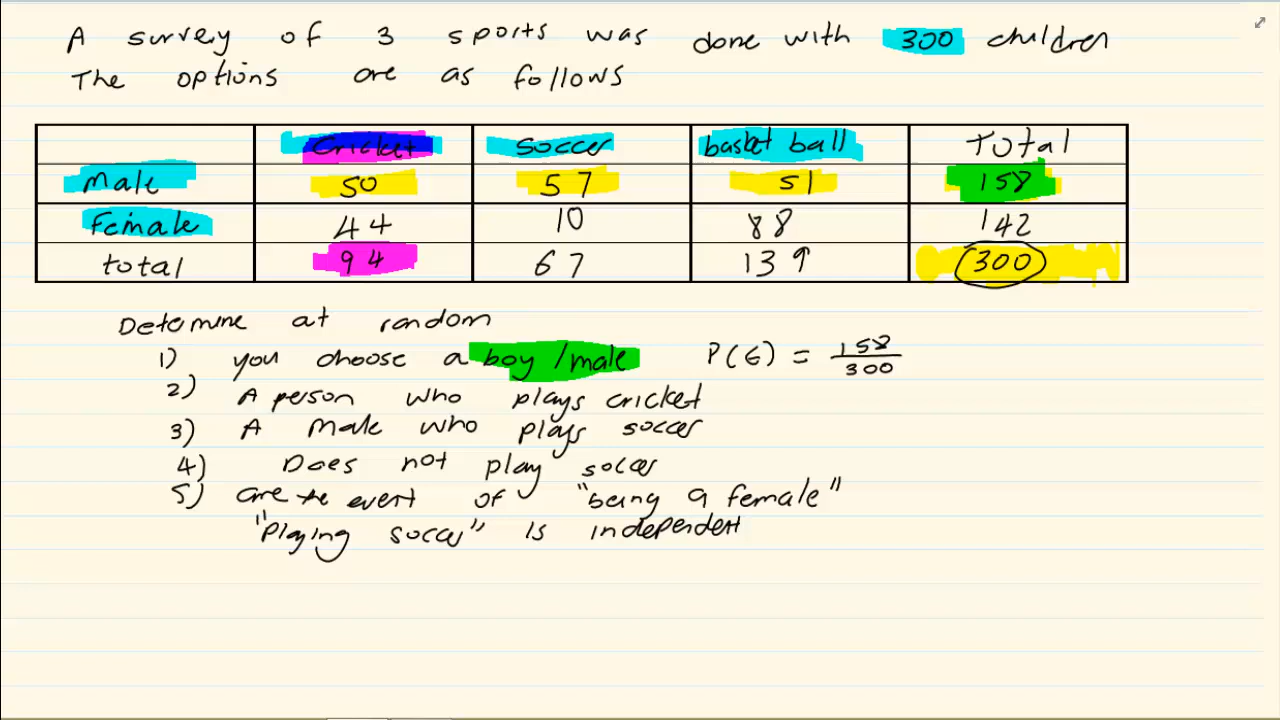 A survey of 3 sports was done with 300 children
The options are as follows
Cricket soccer basket ball Total
Male 50 57 51 158
Female 44 10 88 142
total 94 67 139 300
Determine at random
1) you choose a boy/male P(E) = 158/300
2) A person who plays cricket
3) A Male who plays soccer
4) Does not play soccer
5) are the event of "being a female"
"Playing soccer" is independent